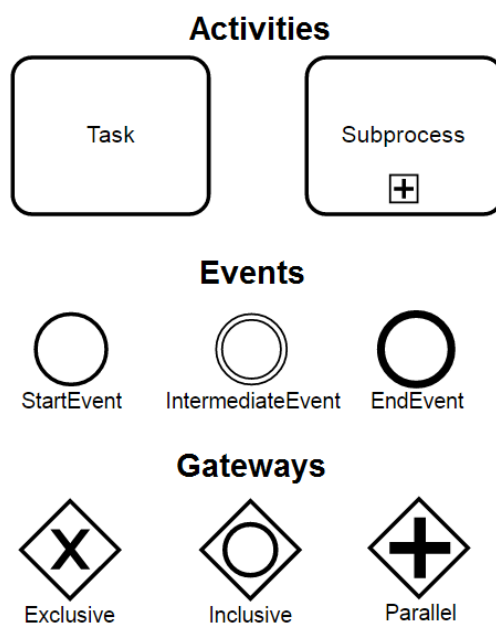 Activities
Task
Subprocess
Events
StartEvent
IntermediateEvent
EndEvent
Gateways
X
Exclusive
Inclusive
Parallel